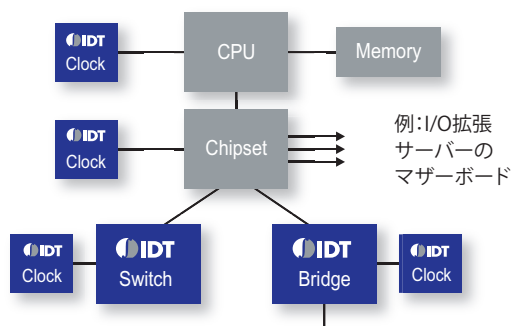 IDT
Clock
CPU
Memory
IDT
Clock
Chipset
例:I/O拡張
サーバーの
マザーボード
IDT
Clock
IDT
Switch
IDT
Bridge
IDT
Clock